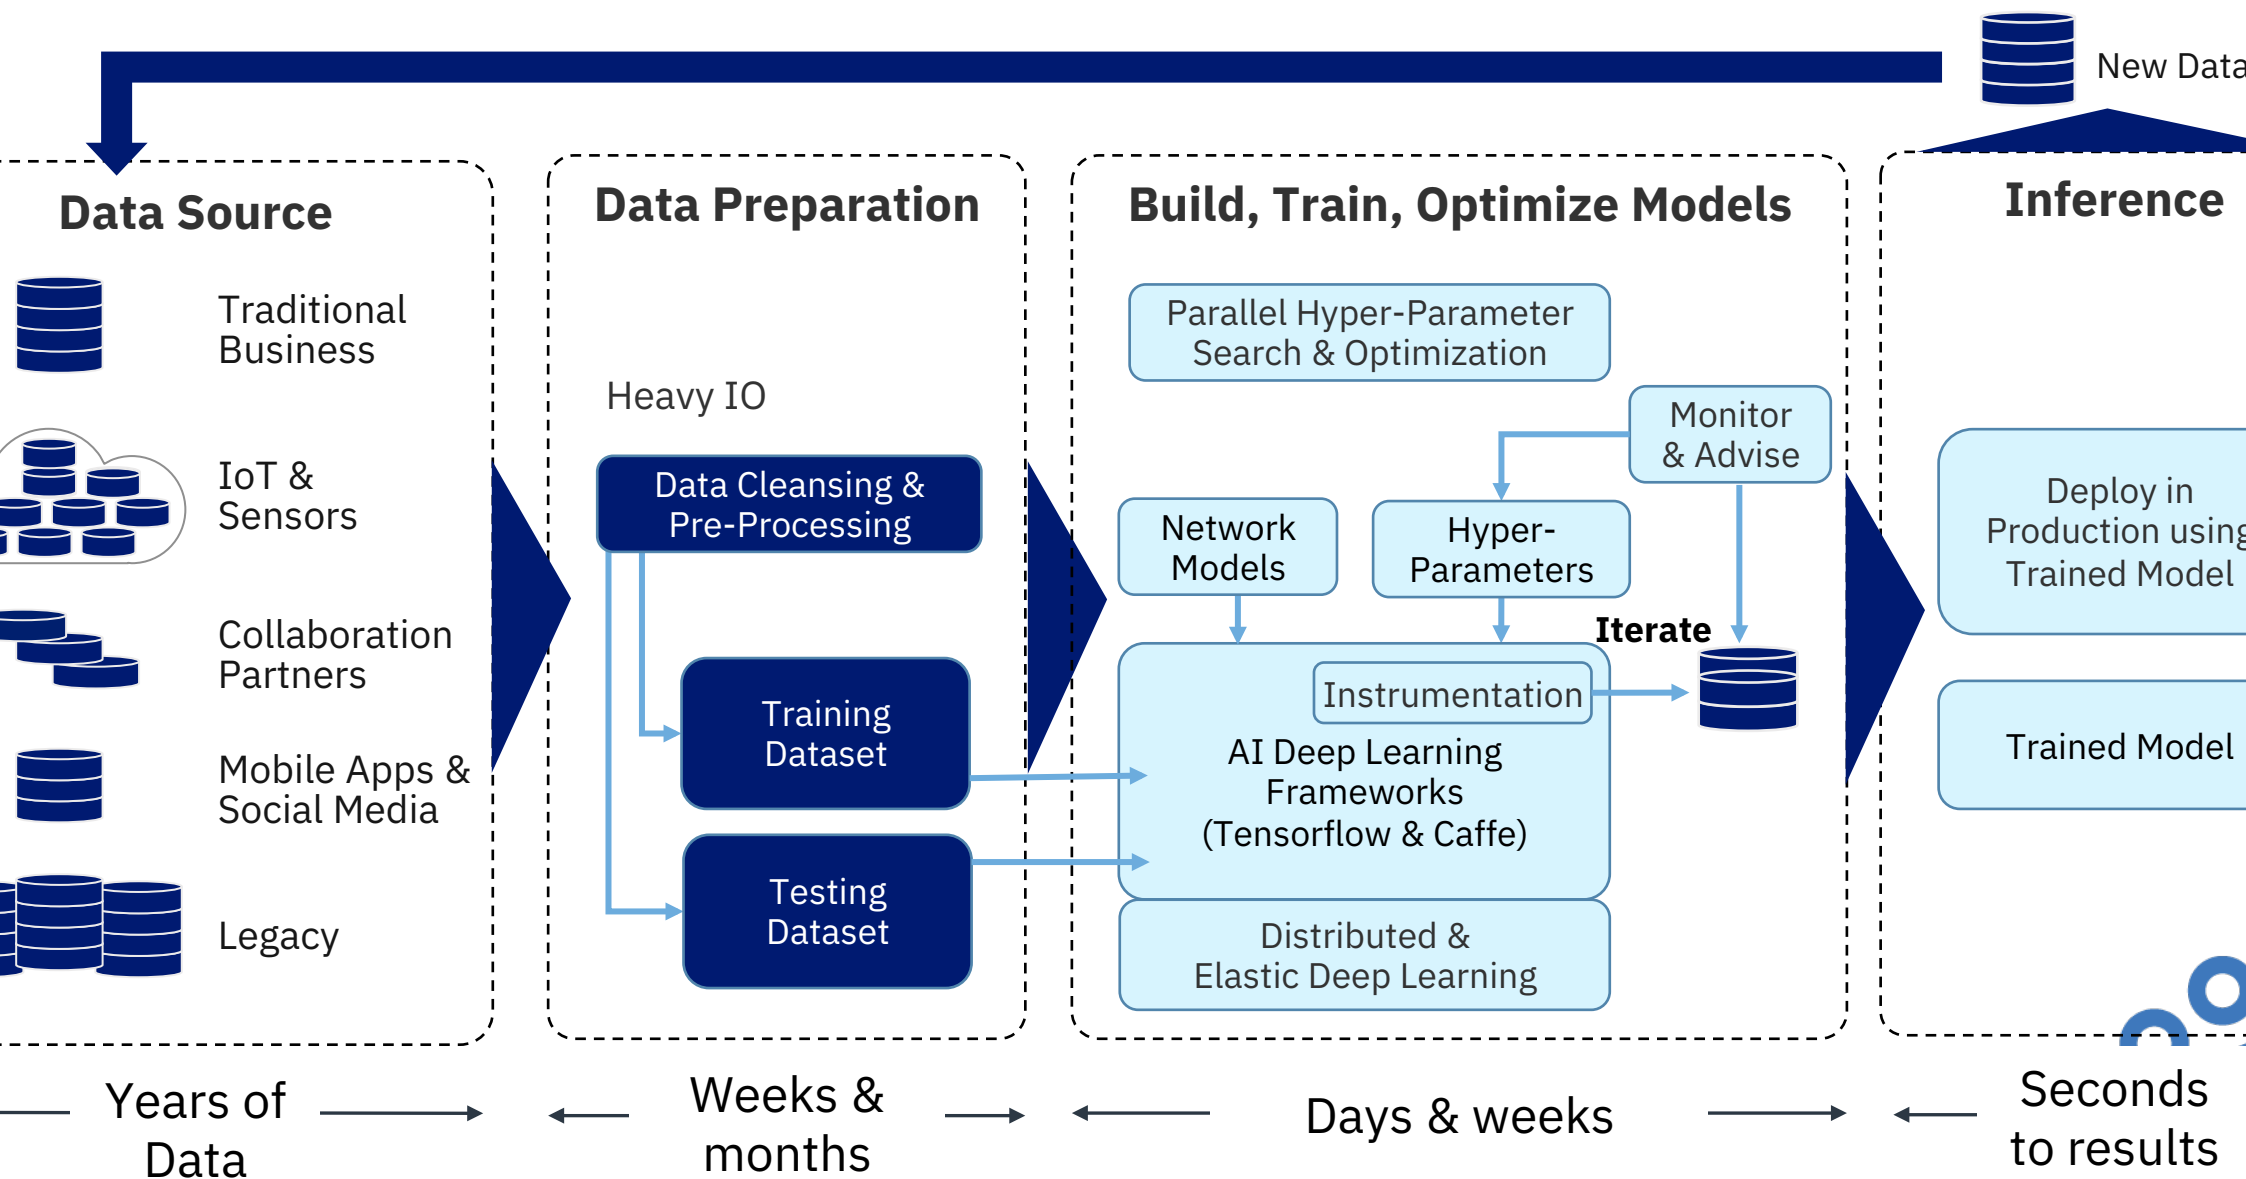 New Data
Data Source
Traditional
Business
IoT &
Sensors
Collaboration
Partners
Mobile Apps &
Social Media
Legacy
Years of
Data
Data Preparation
Heavy IO
Data Cleansing &
Pre-Processing
Training
Dataset
Testing
Dataset
Weeks &
months
Build, Train, Optimize Models
Parallel Hyper-Parameter
Search & Optimization
Monitor
& Advise
Network
Models
Hyper-
Parameters
Iterate
Instrumentation
AI Deep Learning
Frameworks
(Tensorflow & Caffe)
Distributed &
Elastic Deep Learning
Days & weeks
Inference
Deploy in
Production using
Trained Model
Trained Model
Seconds
to results